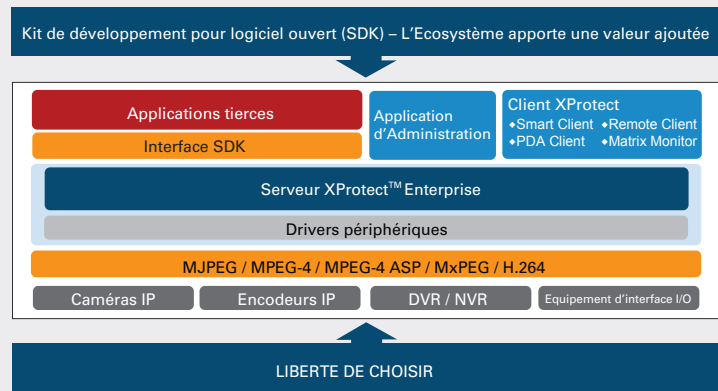 Kit de développement pour logiciel ouvert (SDK) – L'Ecosystème apporte une valeur ajoutée
Applications tierces
Interface SDK
Application
d'Administration
Client XProtect
◆Smart Client ◆Remote Client
◆PDA Client ◆Matrix Monitor
Serveur XProtect™ Enterprise
Drivers périphériques
MJPEG / MPEG-4 / MPEG-4 ASP / MxPEG / H.264
Caméras IP
Encodeurs IP
DVR / NVR
Equipement d'interface I/O
LIBERTE DE CHOISIR